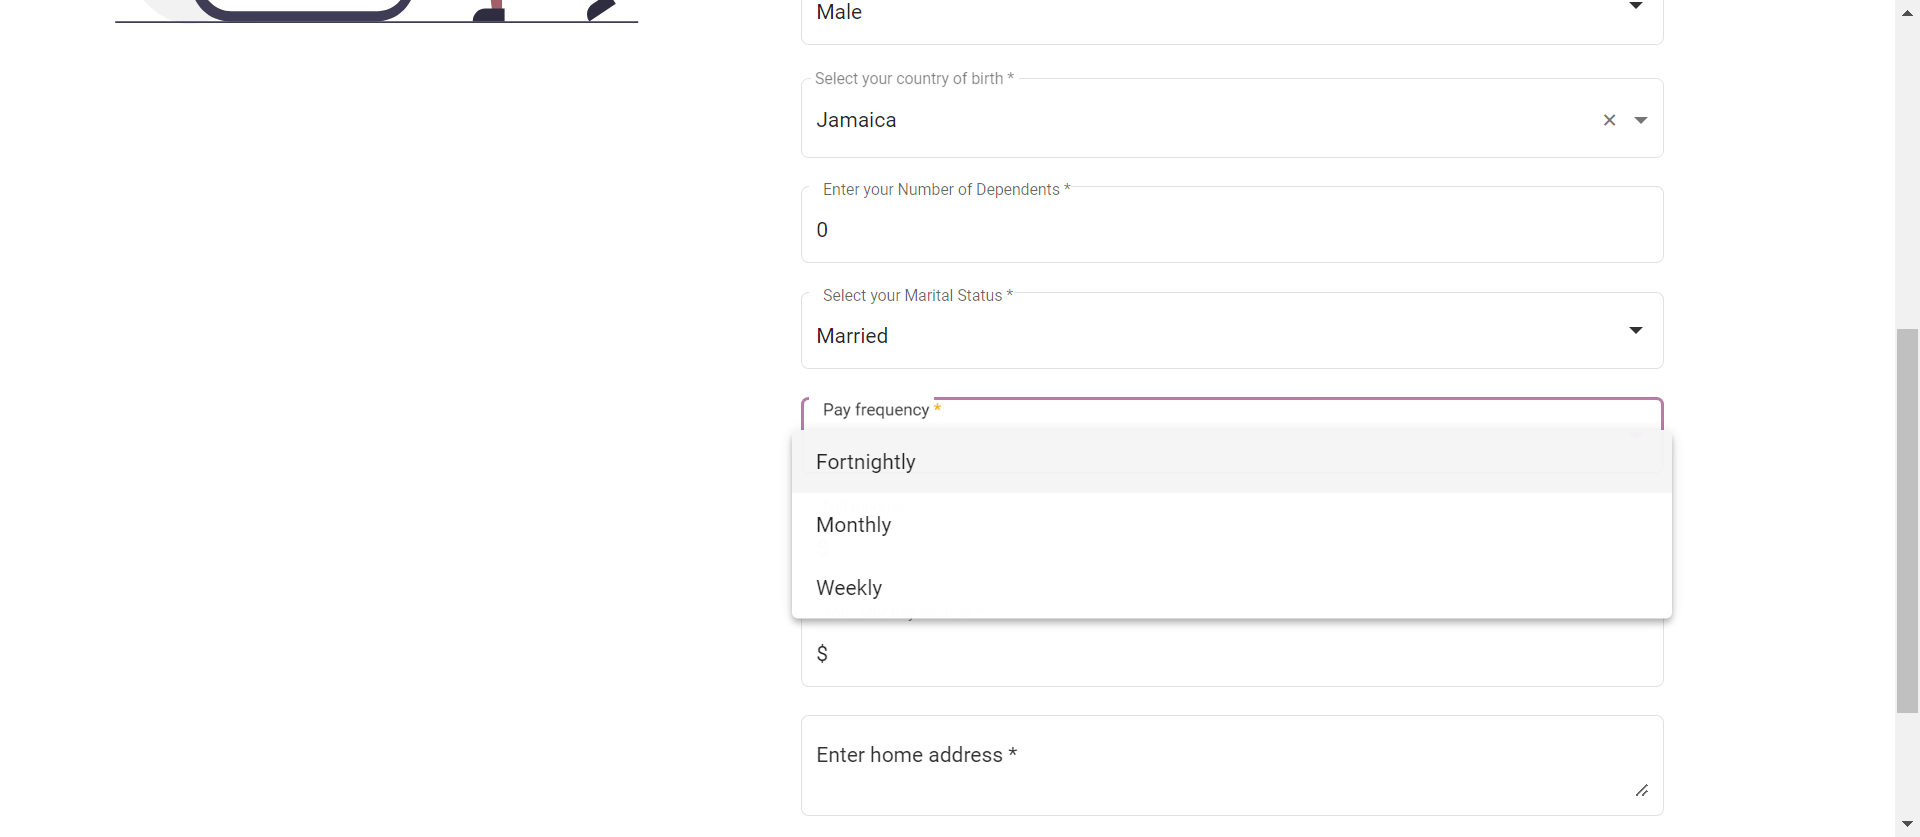 Male
Select your country of birth *
Jamaica
Enter your Number of Dependents *
0
Select your Marital Status *
Married
Pay frequency *
Fortnightly
Monthly
Weekly
$
Enter home address *